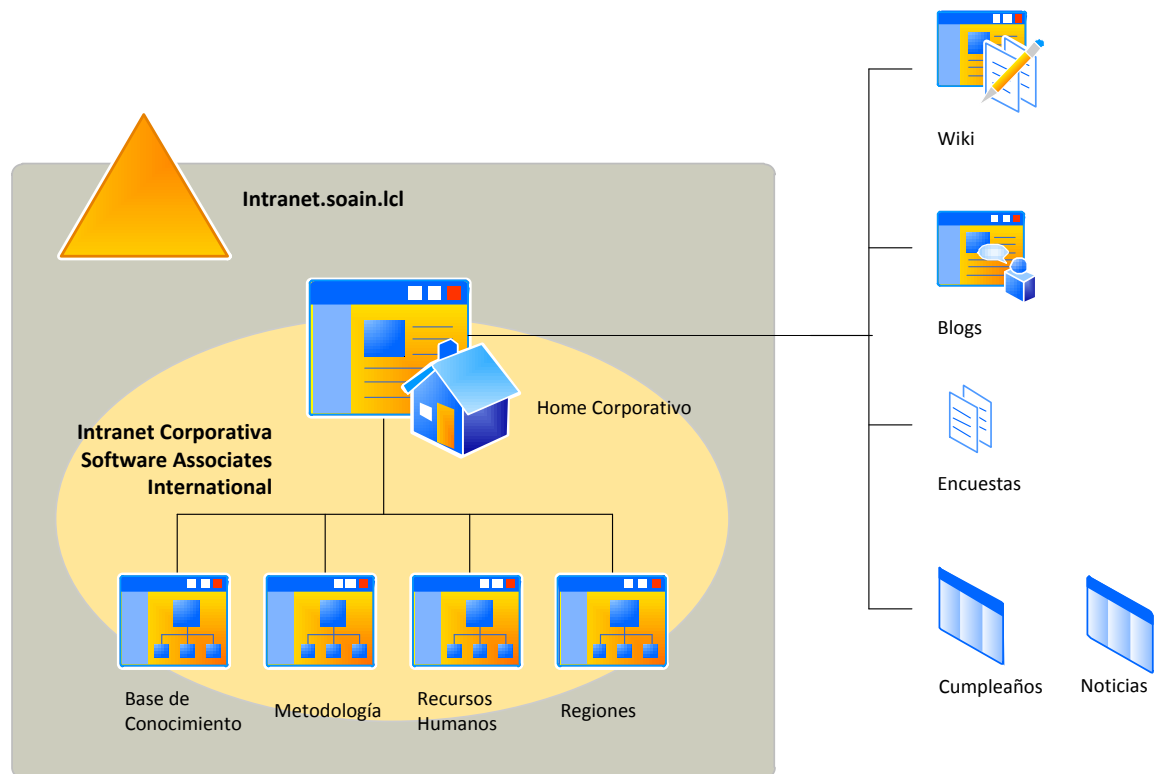 Wiki
Intranet.soain.lcl
Blogs
Home Corporativo
Intranet Corporativa
Software Associates
International
Encuestas
Base de
Conocimiento
Metodología
Recursos
Humanos
Regiones
Cumpleaños
Noticias